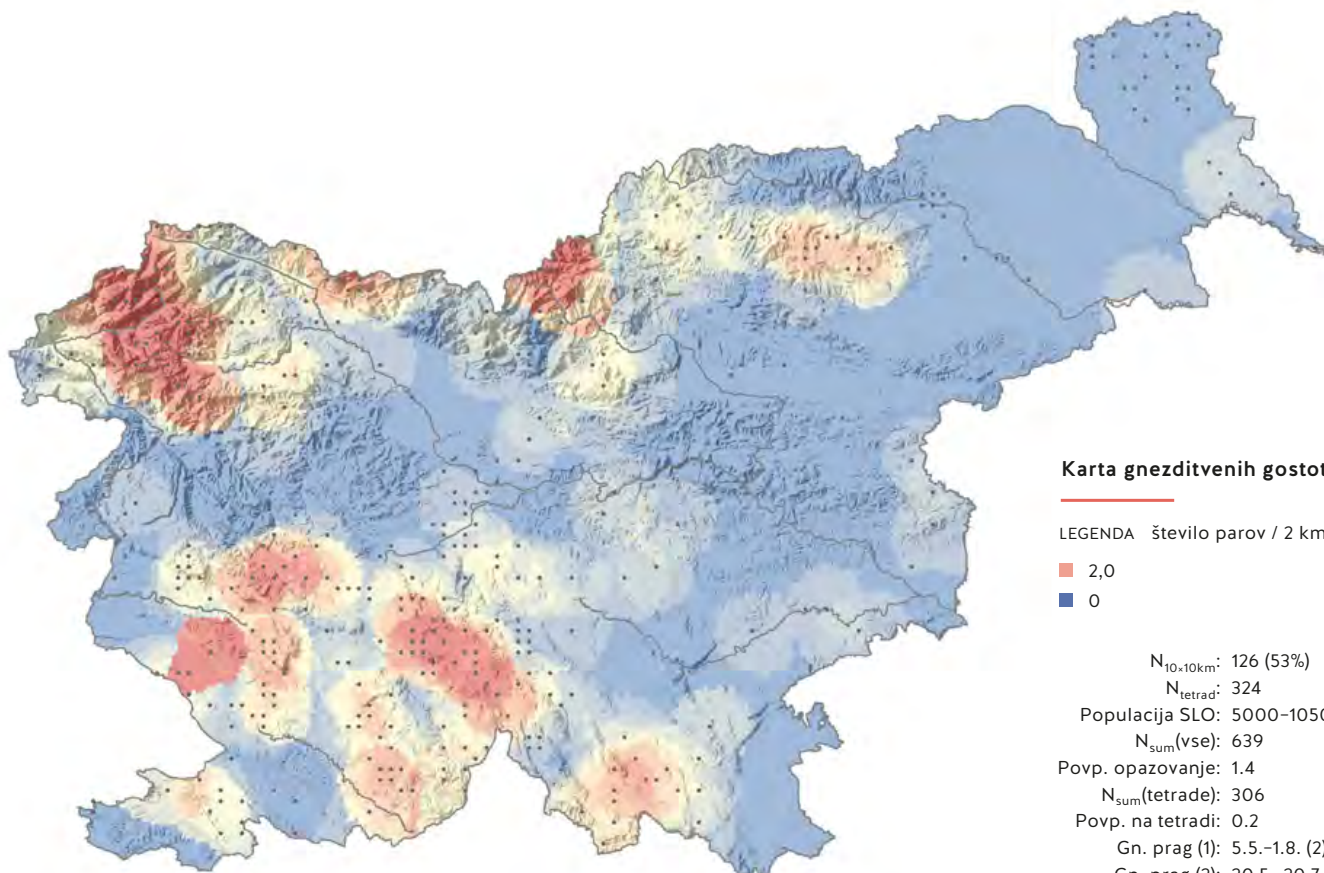 Karta gnezditvenih gostot
LEGENDA število parov / 2 km
2,0
0
N10×10km: 126 (53%)
Ntetrad: 324
Populacija SLO: 5000–1050
Nsum(vse): 639
Povp. opazovanje: 1.4
Nsum(tetrade): 306
Povp. na tetradi: 0.2
Gn. prag (1): 5.5.–1.8. (2)